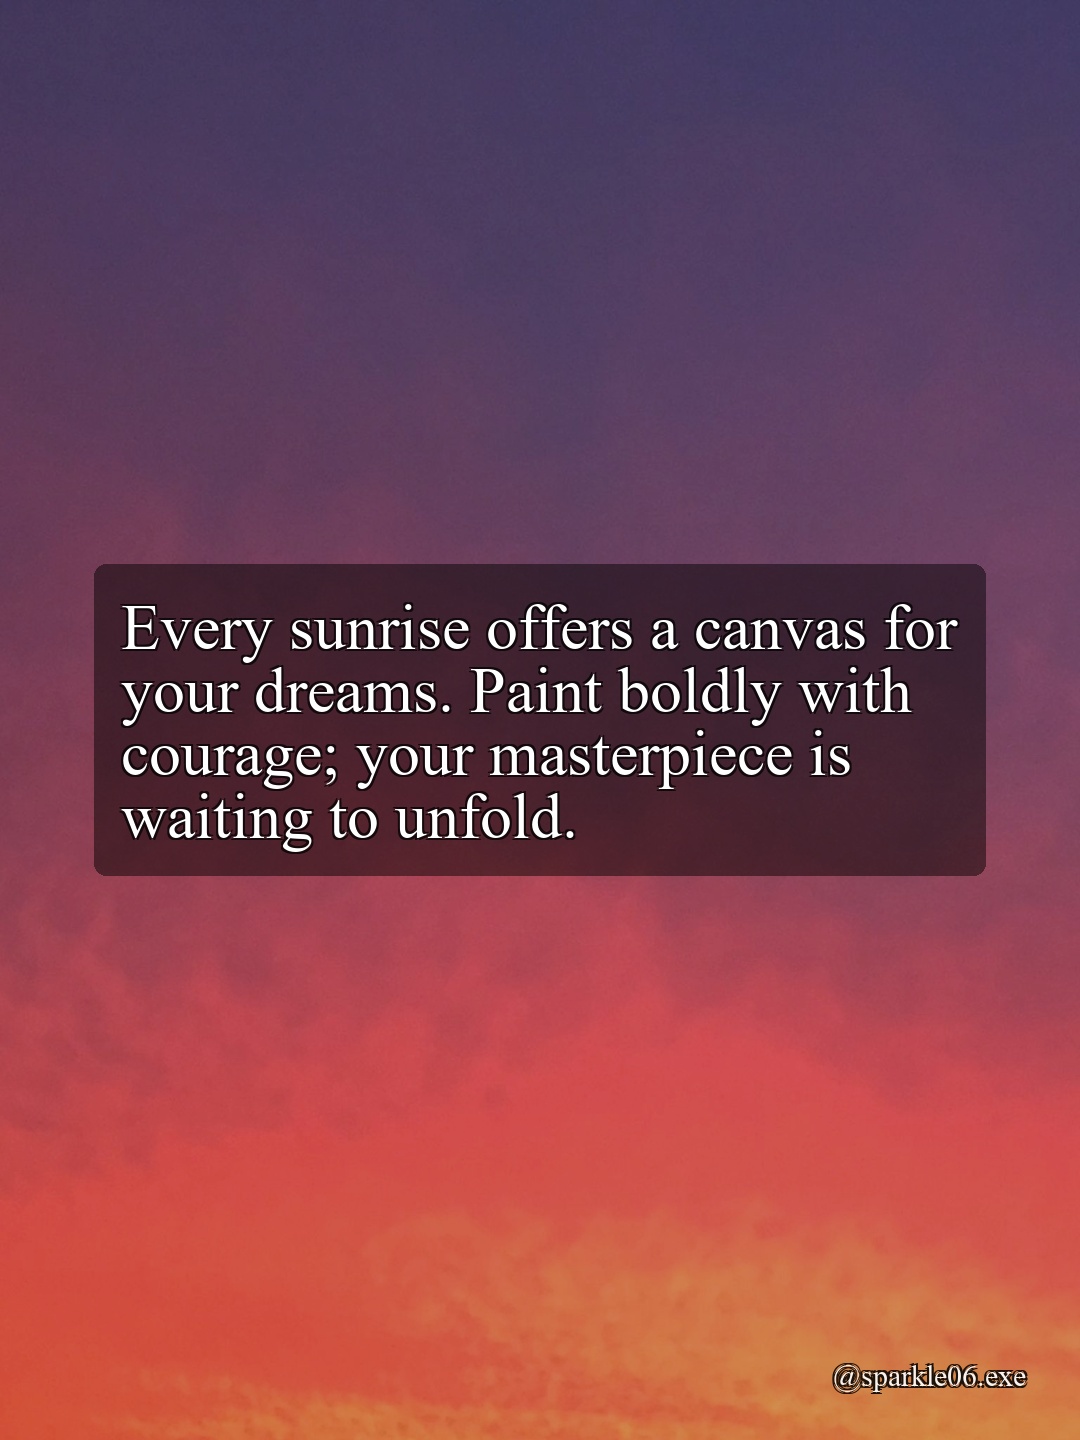 Every sunrise offers a canvas for
your dreams. Paint boldly with
courage; your masterpiece is
waiting to unfold.
@sparkle06.exe